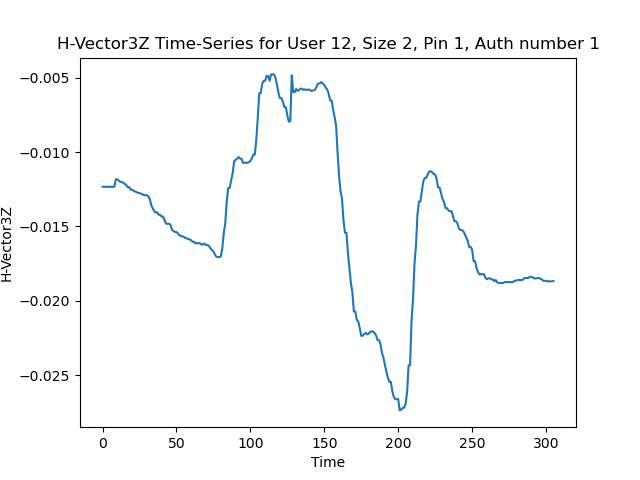 H-Vector3Z Time-Series for User 12, Size 2, Pin 1, Auth number 1
−0.005
−0.010
−0.015
−0.020
−0.025
H-Vector3Z
0 50 100 150 200 250 300
Time